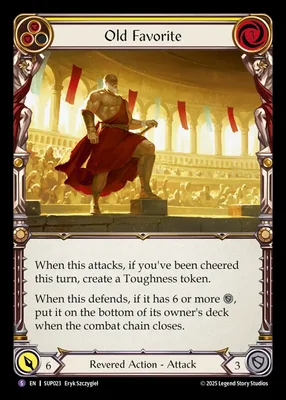 Old Favorite
When this attacks, if you've been cheered
this turn, create a Toughness token.
When this defends, if it has 6 or more ,
put it on the bottom of its owner's deck
when the combat chain closes.
6
Revered Action - Attack
3
S EN | SUP023 Eryk Szczygieł
© 2025 Legend Story Studios